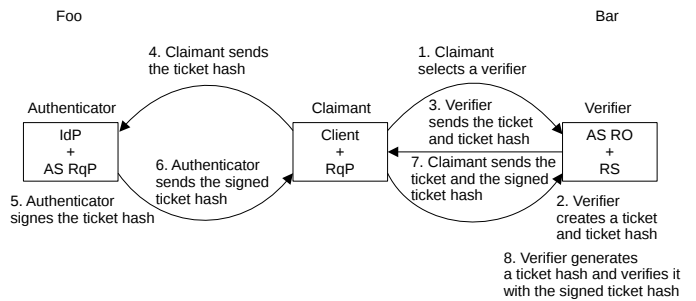 Foo
Bar
4. Claimant sends
the ticket hash
1. Claimant
selects a verifier
Authenticator
Claimant
Verifier
3. Verifier
sends the ticket
and ticket hash
IdP
+
AS RqP
Client
+
RqP
AS RO
+
RS
6. Authenticator
sends the signed
ticket hash
7. Claimant sends the
ticket and the signed
ticket hash
5. Authenticator
signes the ticket hash
2. Verifier
creates a ticket
and ticket hash
8. Verifier generates
a ticket hash and verifies it
with the signed ticket hash